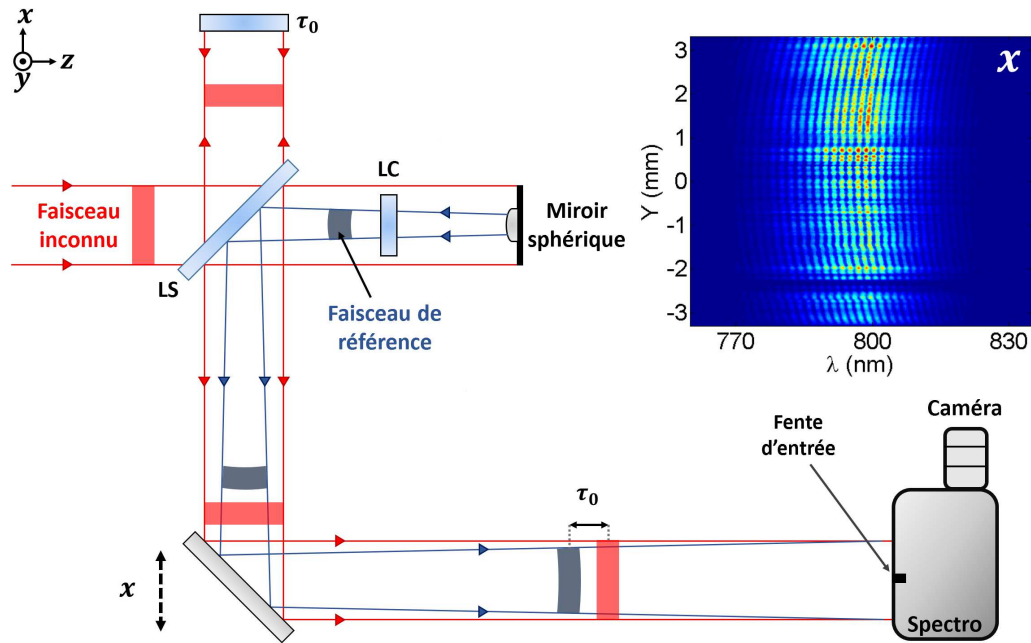 x
z
y
τ₀
Faisceau
inconnu
LS
LC
Miroir
sphérique
Faisceau de
référence
x
3
2
1
0
-1
-2
-3
Y (mm)
770
800
830
λ (nm)
x
τ₀
Fente
d'entrée
Caméra
Spectro